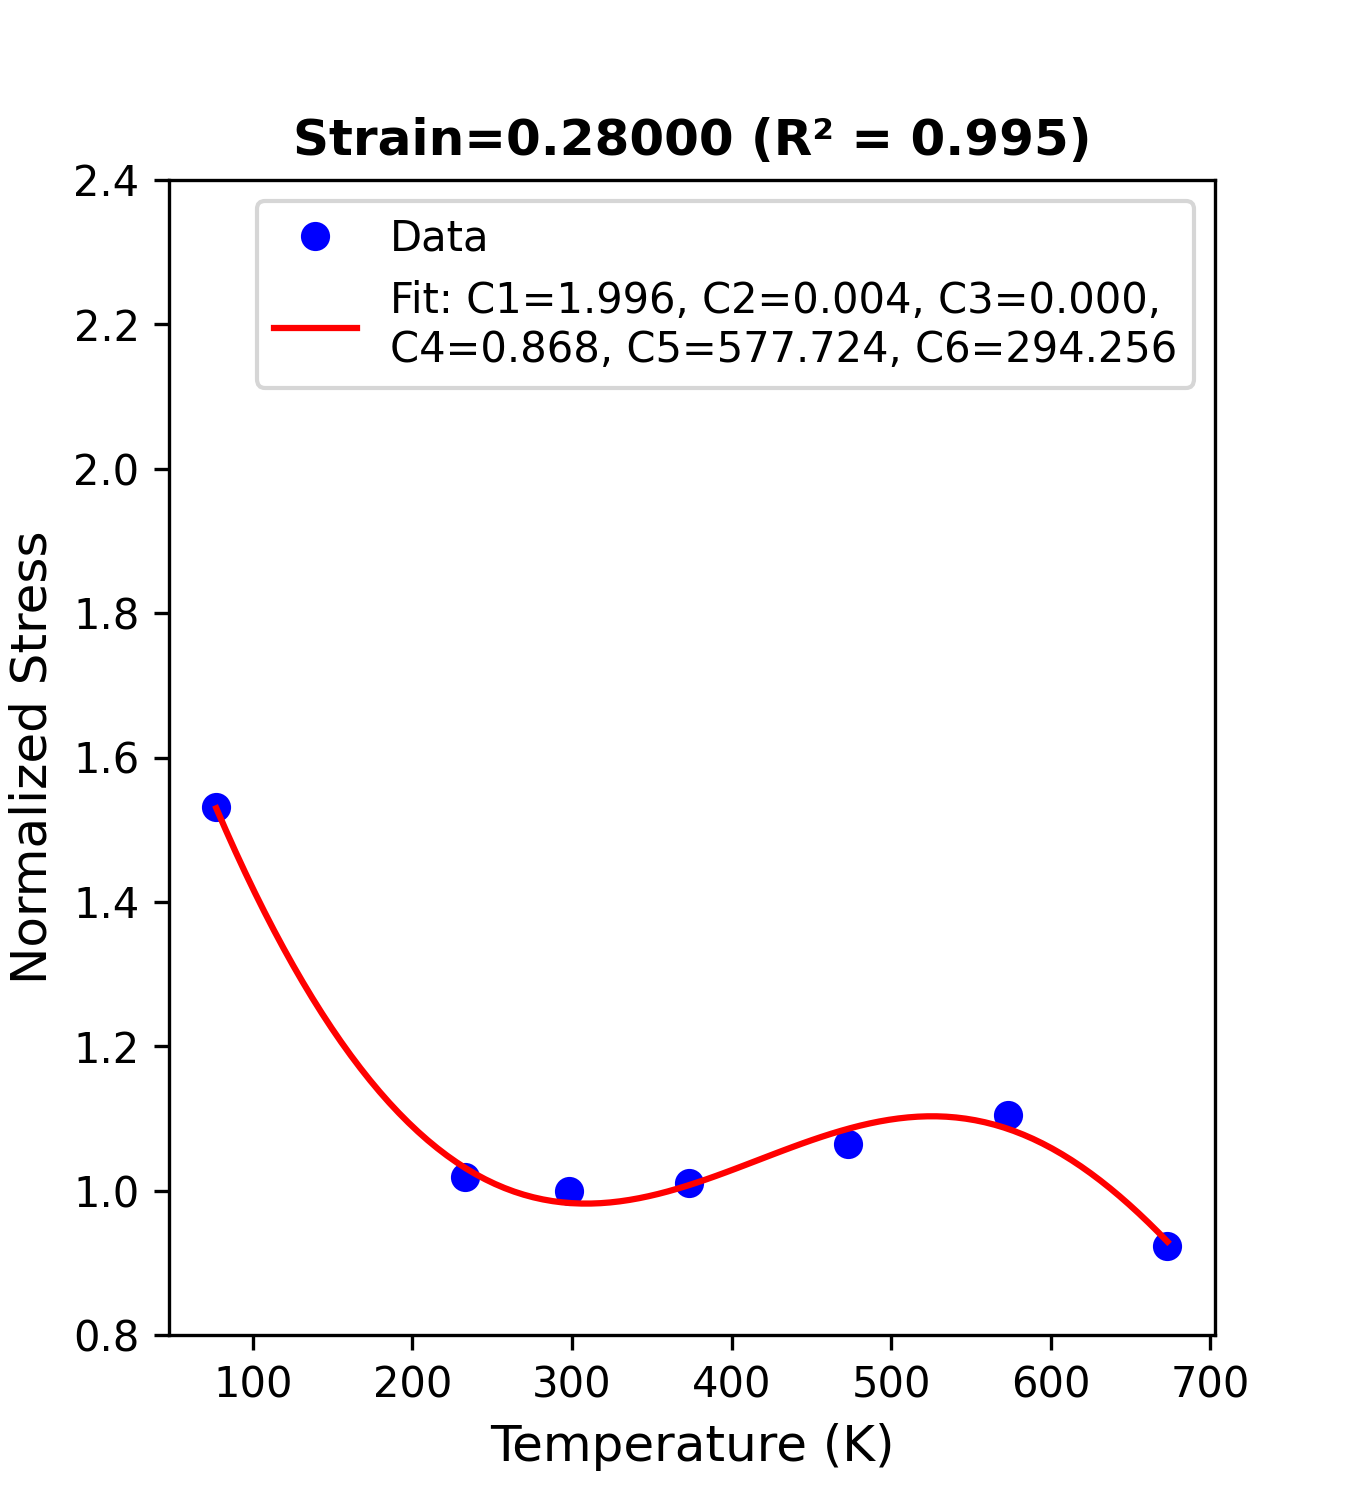 Strain=0.28000 (R² = 0.995)
2.4
2.2
2.0
1.8
1.6
1.4
1.2
1.0
0.8
Data
Fit: C1=1.996, C2=0.004, C3=0.000,
C4=0.868, C5=577.724, C6=294.256
Normalized Stress
100 200 300 400 500 600 700
Temperature (K)